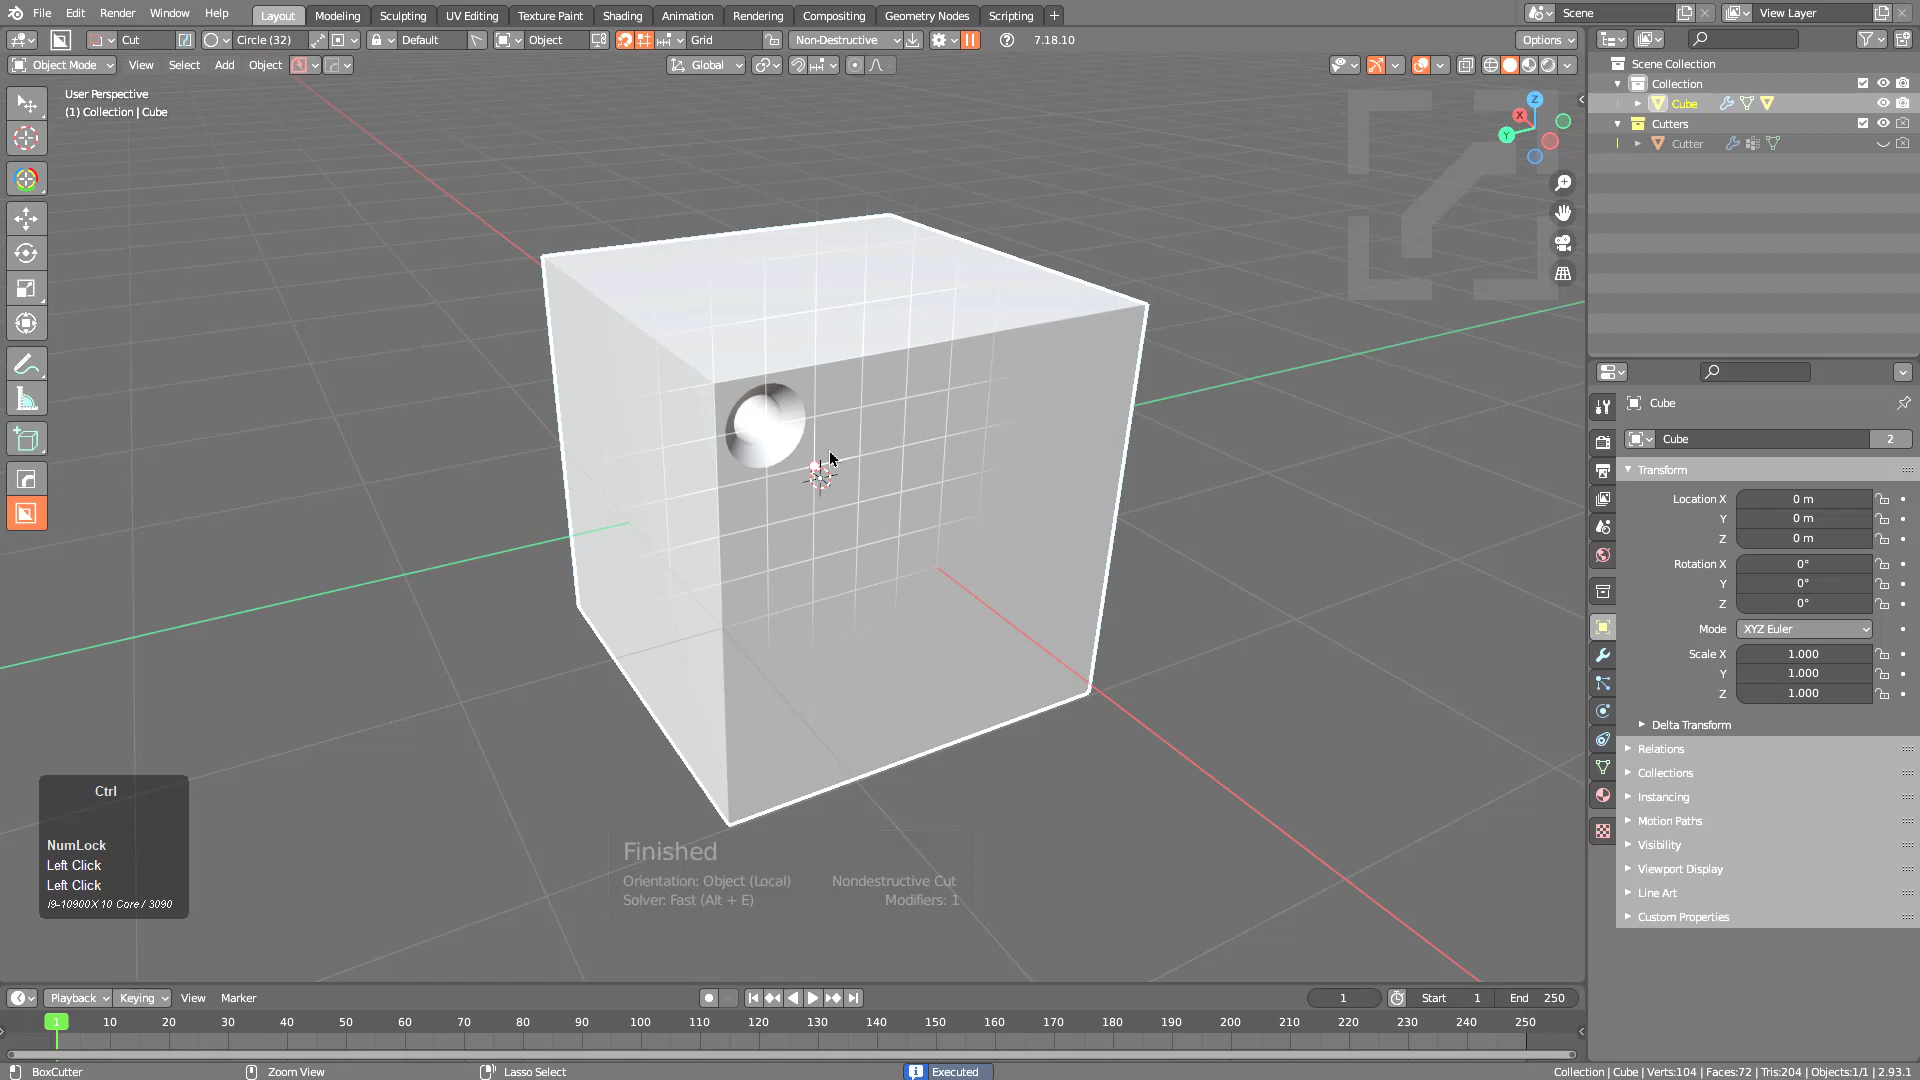 File Edit Render Window Help Layout Modeling Sculpting UV Editing Texture Paint Shading Animation Rendering Compositing Geometry Nodes Scripting Scene View Layer
Cut Circle (32) Default Object Grid Non-Destructive 7.18.10 Options
Object Mode View Select Add Object Global
User Perspective
(1) Collection | Cube
Z
X
Y
Scene Collection
Collection
Cube
Cutters
Cutter
Cube
Cube 2
Transform
Location X 0 m
Y 0 m
Z 0 m
Rotation X 0°
Y 0°
Z 0°
Mode XYZ Euler
Scale X 1.000
Y 1.000
Z 1.000
Delta Transform
Relations
Collections
Instancing
Motion Paths
Visibility
Viewport Display
Line Art
Custom Properties
Ctrl
NumLock
Left Click
Left Click
i9-10900X 10 Core / 3090
Finished
Orientation: Object (Local) Nondestructive Cut
Solver: Fast (Alt + E) Modifiers: 1
Playback Keying View Marker 1 Start 1 End 250
1 10 20 30 40 50 60 70 80 90 100 110 120 130 140 150 160 170 180 190 200 210 220 230 240 250
BoxCutter Zoom View Lasso Select Executed Collection | Cube | Verts:104 | Faces:72 | Tris:204 | Objects:1/1 | 2.93.1